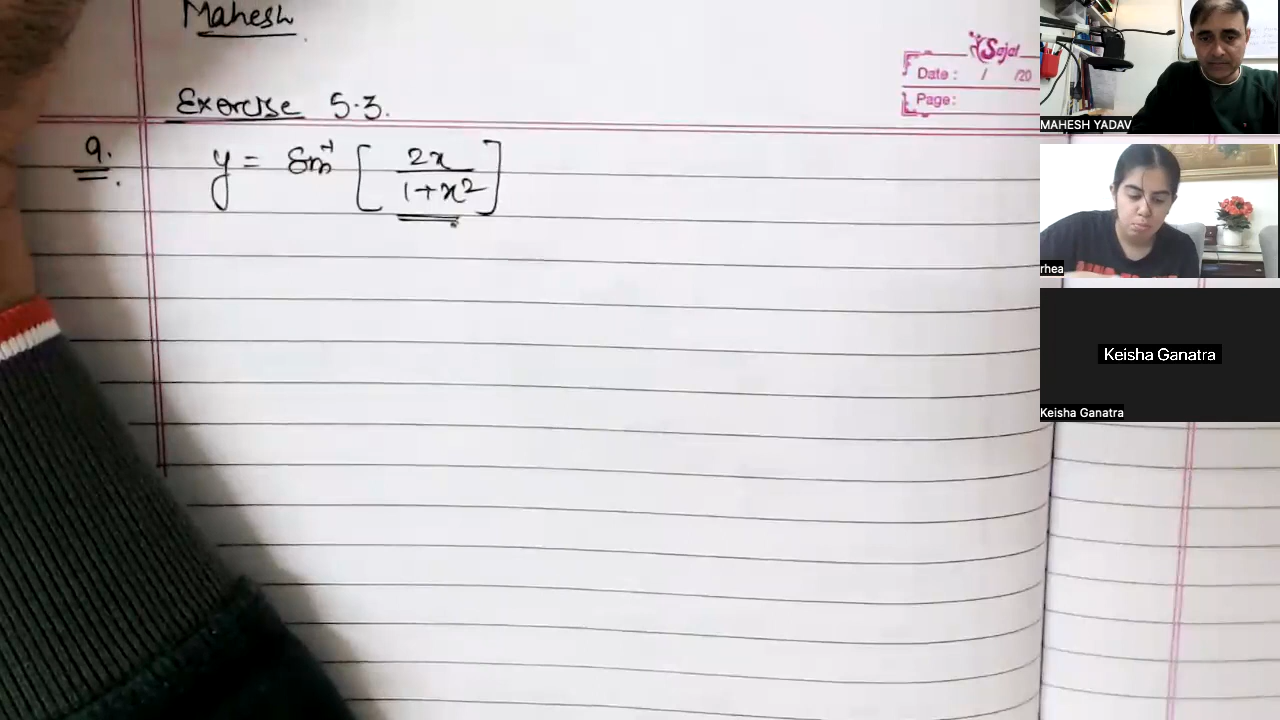 Mahesh
Sajal
Date : / /20
Page:
Exercise 5.3.
9. y = Sin⁻¹ [ 2x / 1+x² ]
MAHESH YADAV
rhea
Keisha Ganatra
Keisha Ganatra